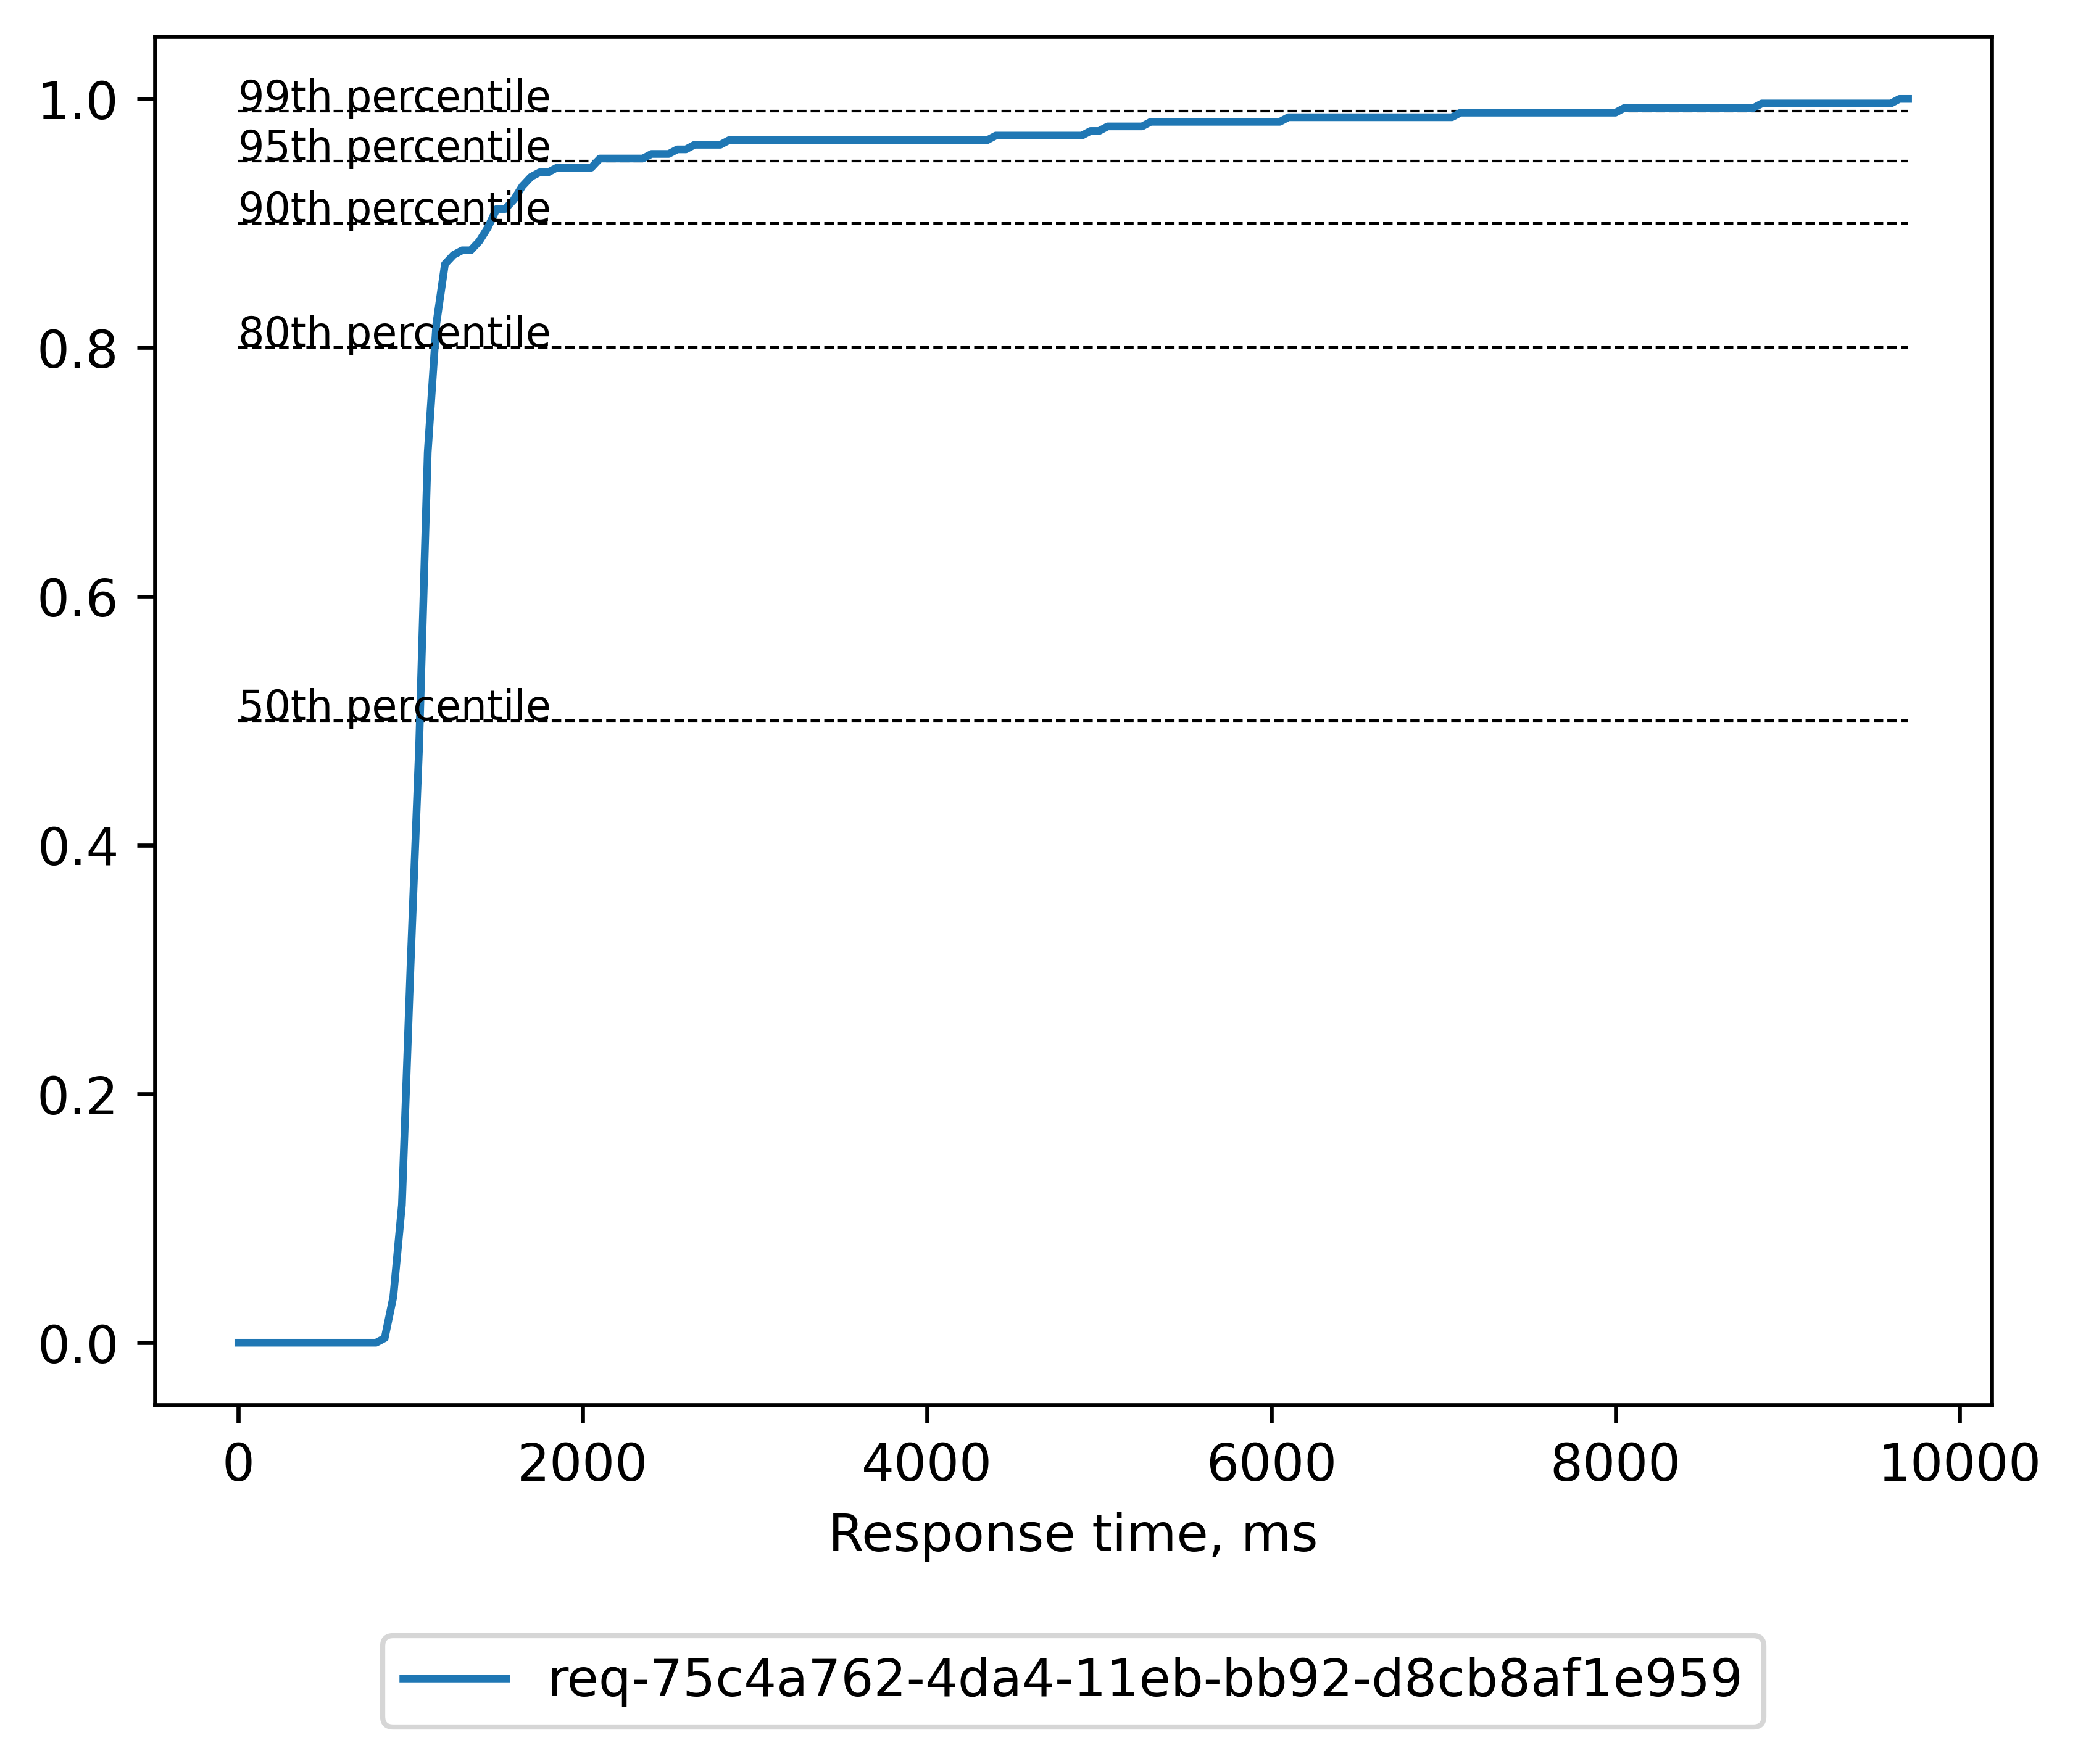 1.0
99th percentile
95th percentile
90th percentile
0.8
80th percentile
0.6
50th percentile
0.4
0.2
0.0
0 2000 4000 6000 8000 10000
Response time, ms
req-75c4a762-4da4-11eb-bb92-d8cb8af1e959